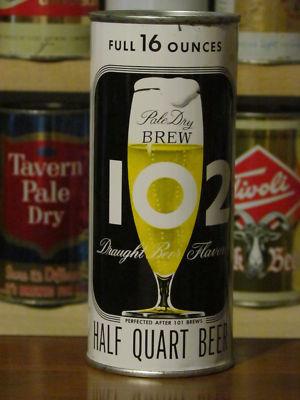 FULL 16 OUNCES
Pale Dry
BREW
102
Draught Beer Flavor
PERFECTED AFTER 101 BREWS
HALF QUART BEER
Tavern
Pale
Dry
Tivoli